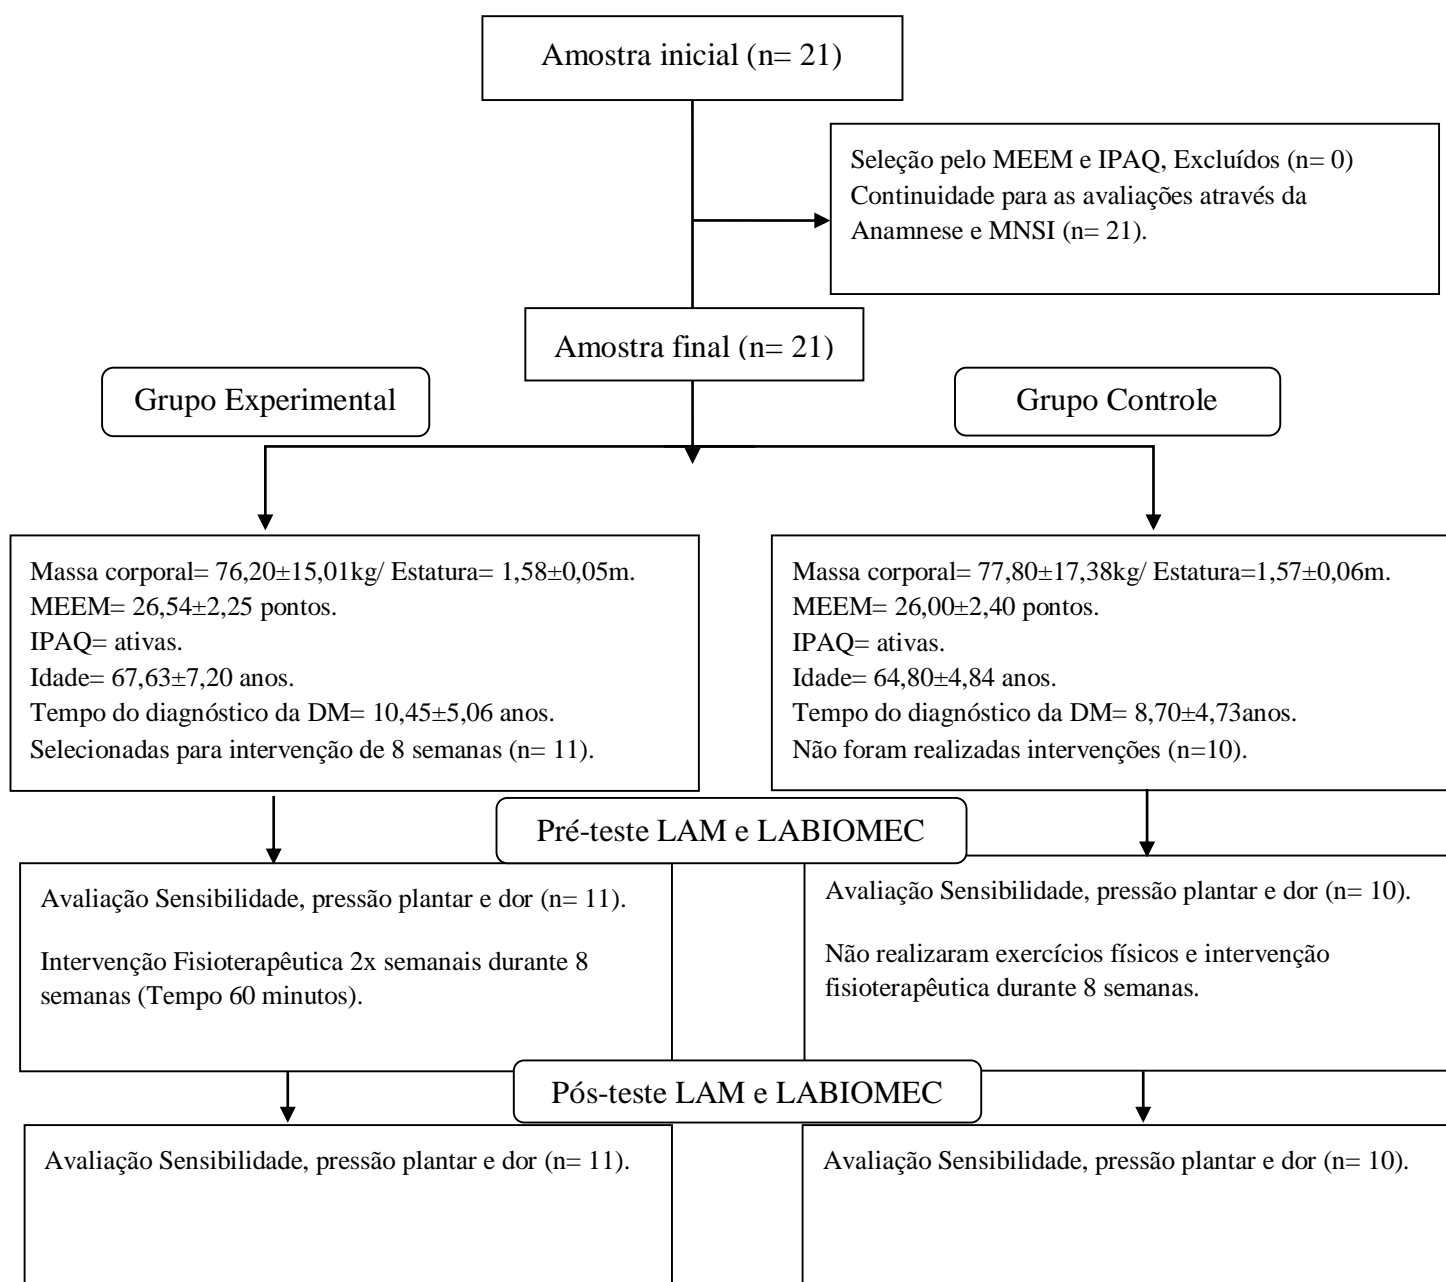 Amostra inicial (n= 21)
Seleção pelo MEEM e IPAQ, Excluídos (n= 0)
Continuidade para as avaliações através da
Anamnese e MNSI (n= 21).
Amostra final (n= 21)
Grupo Experimental
Grupo Controle
Massa corporal= 76,20±15,01kg/ Estatura= 1,58±0,05m.
MEEM= 26,54±2,25 pontos.
IPAQ= ativas.
Idade= 67,63±7,20 anos.
Tempo do diagnóstico da DM= 10,45±5,06 anos.
Selecionadas para intervenção de 8 semanas (n= 11).
Massa corporal= 77,80±17,38kg/ Estatura=1,57±0,06m.
MEEM= 26,00±2,40 pontos.
IPAQ= ativas.
Idade= 64,80±4,84 anos.
Tempo do diagnóstico da DM= 8,70±4,73anos.
Não foram realizadas intervenções (n=10).
Pré-teste LAM e LABIOMEC
Avaliação Sensibilidade, pressão plantar e dor (n= 11).
Intervenção Fisioterapêutica 2x semanais durante 8
semanas (Tempo 60 minutos).
Avaliação Sensibilidade, pressão plantar e dor (n= 10).
Não realizaram exercícios físicos e intervenção
fisioterapêutica durante 8 semanas.
Pós-teste LAM e LABIOMEC
Avaliação Sensibilidade, pressão plantar e dor (n= 11).
Avaliação Sensibilidade, pressão plantar e dor (n= 10).